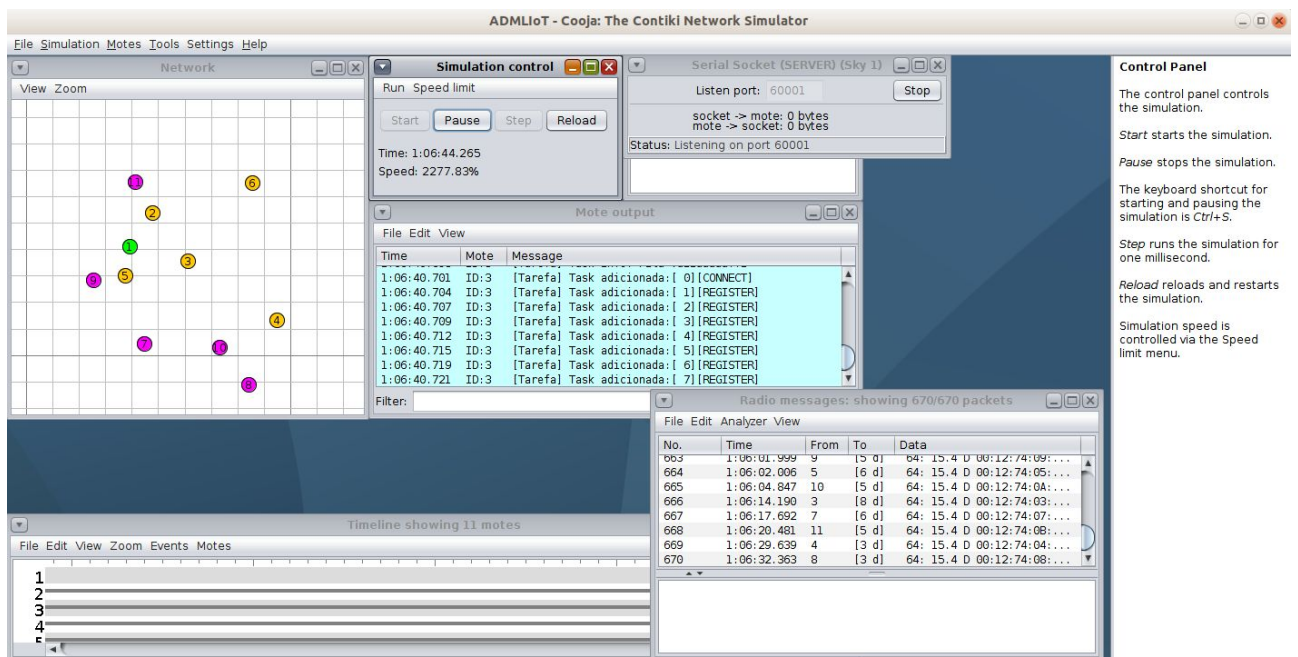 ADMLIoT - Cooja: The Contiki Network Simulator
File Simulation Motes Tools Settings Help
Network
View Zoom
11
6
2
1
3
9
5
4
7
10
8
Simulation control
Run Speed limit
Start Pause Step Reload
Time: 1:06:44.265
Speed: 2277.83%
Serial Socket (SERVER) (Sky 1)
Listen port: 60001 Stop
socket -> mote: 0 bytes
mote -> socket: 0 bytes
Status: Listening on port 60001
Mote output
File Edit View
Time Mote Message
1:06:40.701 ID:3 [Tarefa] Task adicionada:[ 0][CONNECT]
1:06:40.704 ID:3 [Tarefa] Task adicionada:[ 1][REGISTER]
1:06:40.707 ID:3 [Tarefa] Task adicionada:[ 2][REGISTER]
1:06:40.709 ID:3 [Tarefa] Task adicionada:[ 3][REGISTER]
1:06:40.712 ID:3 [Tarefa] Task adicionada:[ 4][REGISTER]
1:06:40.715 ID:3 [Tarefa] Task adicionada:[ 5][REGISTER]
1:06:40.719 ID:3 [Tarefa] Task adicionada:[ 6][REGISTER]
1:06:40.721 ID:3 [Tarefa] Task adicionada:[ 7][REGISTER]
Filter:
Radio messages: showing 670/670 packets
File Edit Analyzer View
No. Time From To Data
663 1:06:01.999 9 [5 d] 64: 15.4 D 00:12:74:09:...
664 1:06:02.006 5 [6 d] 64: 15.4 D 00:12:74:05:...
665 1:06:04.847 10 [5 d] 64: 15.4 D 00:12:74:0A:...
666 1:06:14.190 3 [8 d] 64: 15.4 D 00:12:74:03:...
667 1:06:17.692 7 [6 d] 64: 15.4 D 00:12:74:07:...
668 1:06:20.481 11 [5 d] 64: 15.4 D 00:12:74:0B:...
669 1:06:29.639 4 [3 d] 64: 15.4 D 00:12:74:04:...
670 1:06:32.363 8 [3 d] 64: 15.4 D 00:12:74:08:...
Timeline showing 11 motes
File Edit View Zoom Events Motes
1
2
3
4
5
Control Panel
The control panel controls
the simulation.
Start starts the simulation.
Pause stops the simulation.
The keyboard shortcut for
starting and pausing the
simulation is Ctrl+S.
Step runs the simulation for
one millisecond.
Reload reloads and restarts
the simulation.
Simulation speed is
controlled via the Speed
limit menu.